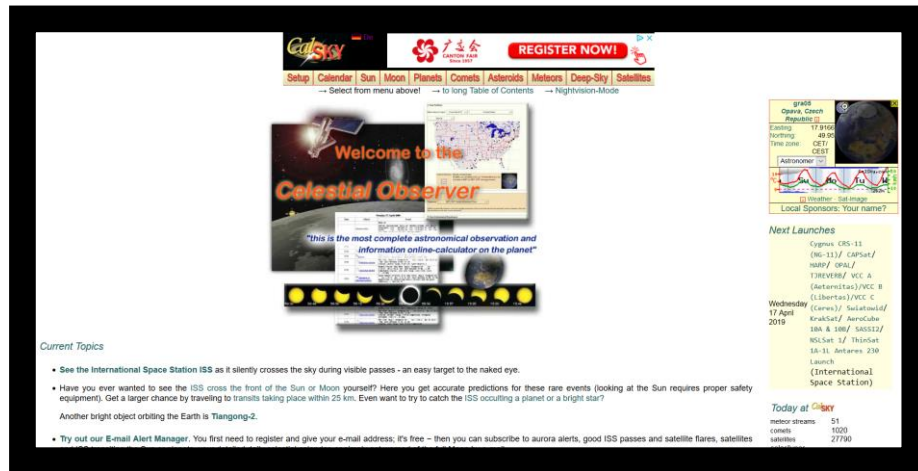 CalSKY
广交会
CANTON FAIR
Since 1957
REGISTER NOW!
Setup Calendar Sun Moon Planets Comets Asteroids Meteors Deep-Sky Satellites
→ Select from menu above! → to long Table of Contents → Nightvision-Mode
Welcome to the
Celestial Observer
"this is the most complete astronomical observation and
information online-calculator on the planet"
Current Topics
• See the International Space Station ISS as it silently crosses the sky during visible passes - an easy target to the naked eye.
• Have you ever wanted to see the ISS cross the front of the Sun or Moon yourself? Here you get accurate predictions for these rare events (looking at the Sun requires proper safety
equipment). Get a larger chance by traveling to transits taking place within 25 km. Even want to try to catch the ISS occulting a planet or a bright star?
Another bright object orbiting the Earth is Tiangong-2.
• Try out our E-mail Alert Manager. You first need to register and give your e-mail address; it's free – then you can subscribe to aurora alerts, good ISS passes and satellite flares, satellites
Opava, Czech
Republic
Easting: 17.9166
Northing: 49.95
Time zone: CET/
CEST
Astronomer
Su Mo Tu
Weather - Sat-Image
Local Sponsors: Your name?
Next Launches
Wednesday
17 April
2019
Cygnus CRS-11
(NG-11)/ CAPSat/
HARP/ OPAL/
TJREVERB/ VCC A
(Aeternitas)/VCC B
(Libertas)/VCC C
(Ceres)/ Swiatowid/
KrakSat/ AeroCube
10A & 10B/ SASSI2/
NSLSat 1/ ThinSat
1A-1L Antares 230
Launch
(International
Space Station)
Today at CalSKY
meteor streams 51
comets 1020
satellites 27790